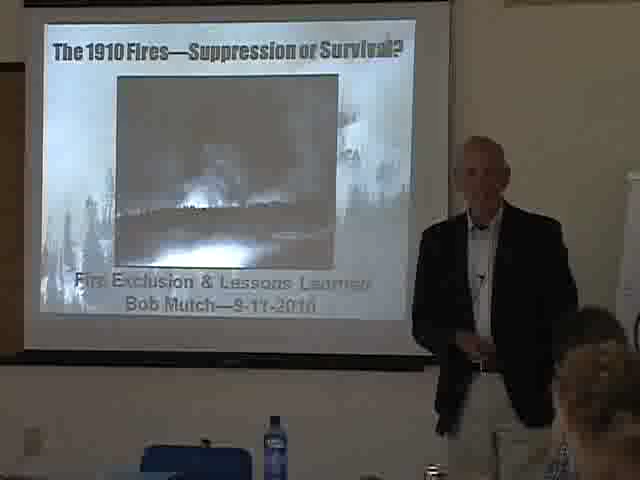 The 1910 Fires—Suppression or Survival?
Fire Exclusion & Lessons Learned
Bob Mutch—9-11-2010